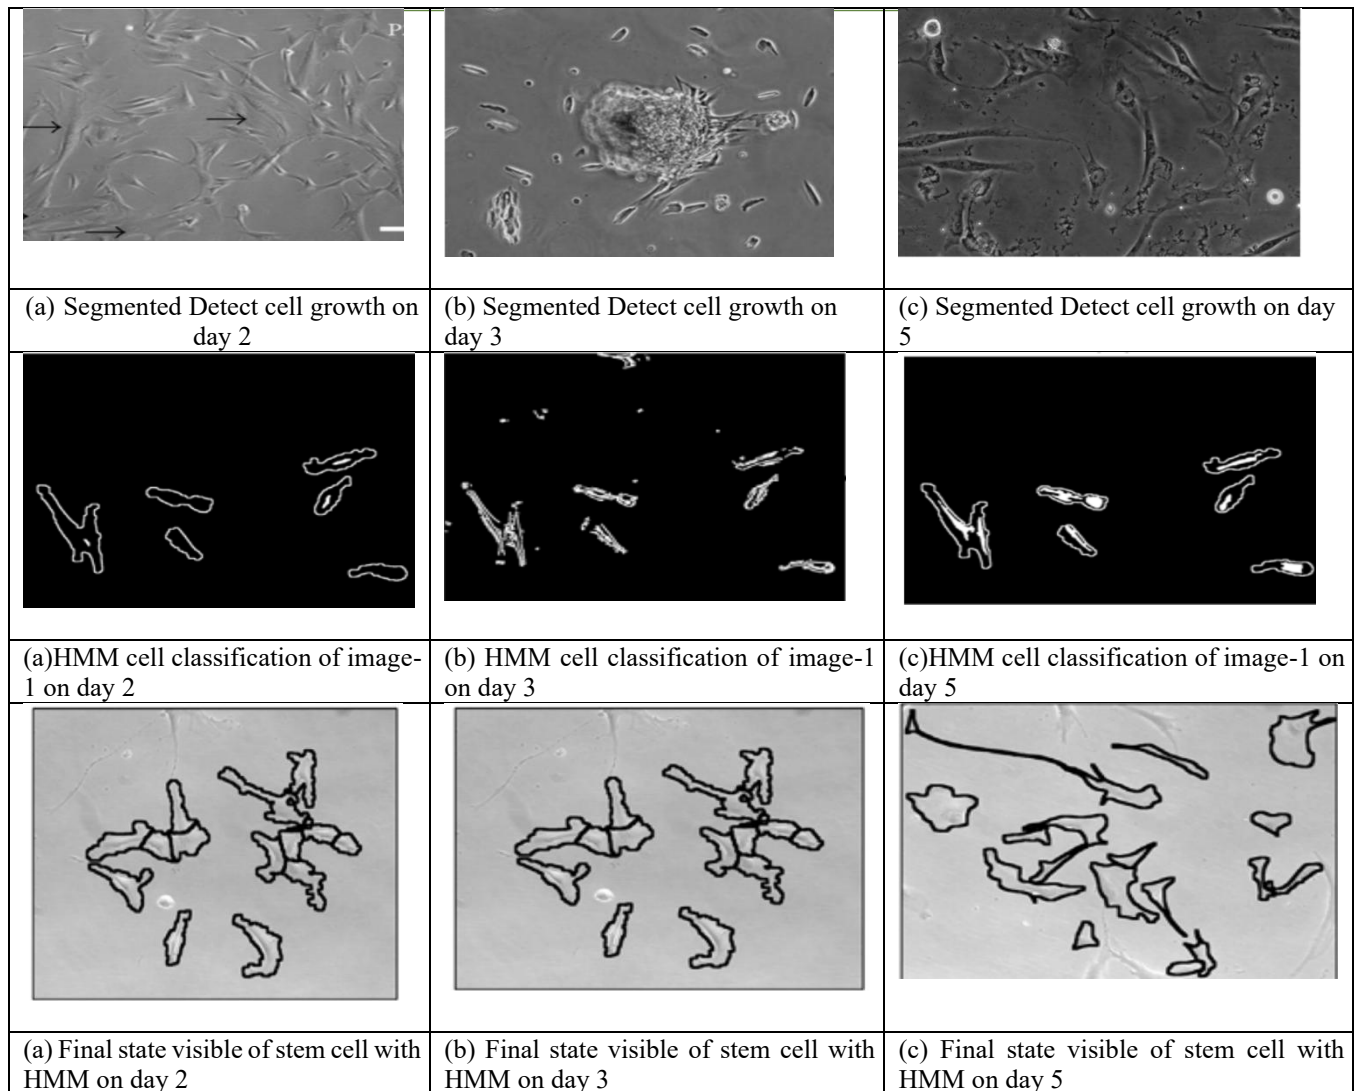 P
(a) Segmented Detect cell growth on
day 2
(b) Segmented Detect cell growth on
day 3
(c) Segmented Detect cell growth on day
5
(a)HMM cell classification of image-
1 on day 2
(b) HMM cell classification of image-1
on day 3
(c)HMM cell classification of image-1 on
day 5
(a) Final state visible of stem cell with
HMM on day 2
(b) Final state visible of stem cell with
HMM on day 3
(c) Final state visible of stem cell with
HMM on day 5